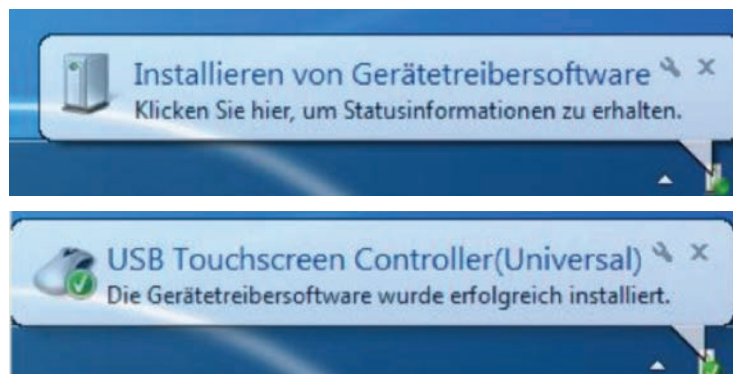 Installieren von Gerätetreibersoftware
Klicken Sie hier, um Statusinformationen zu erhalten.
USB Touchscreen Controller(Universal)
Die Gerätetreibersoftware wurde erfolgreich installiert.